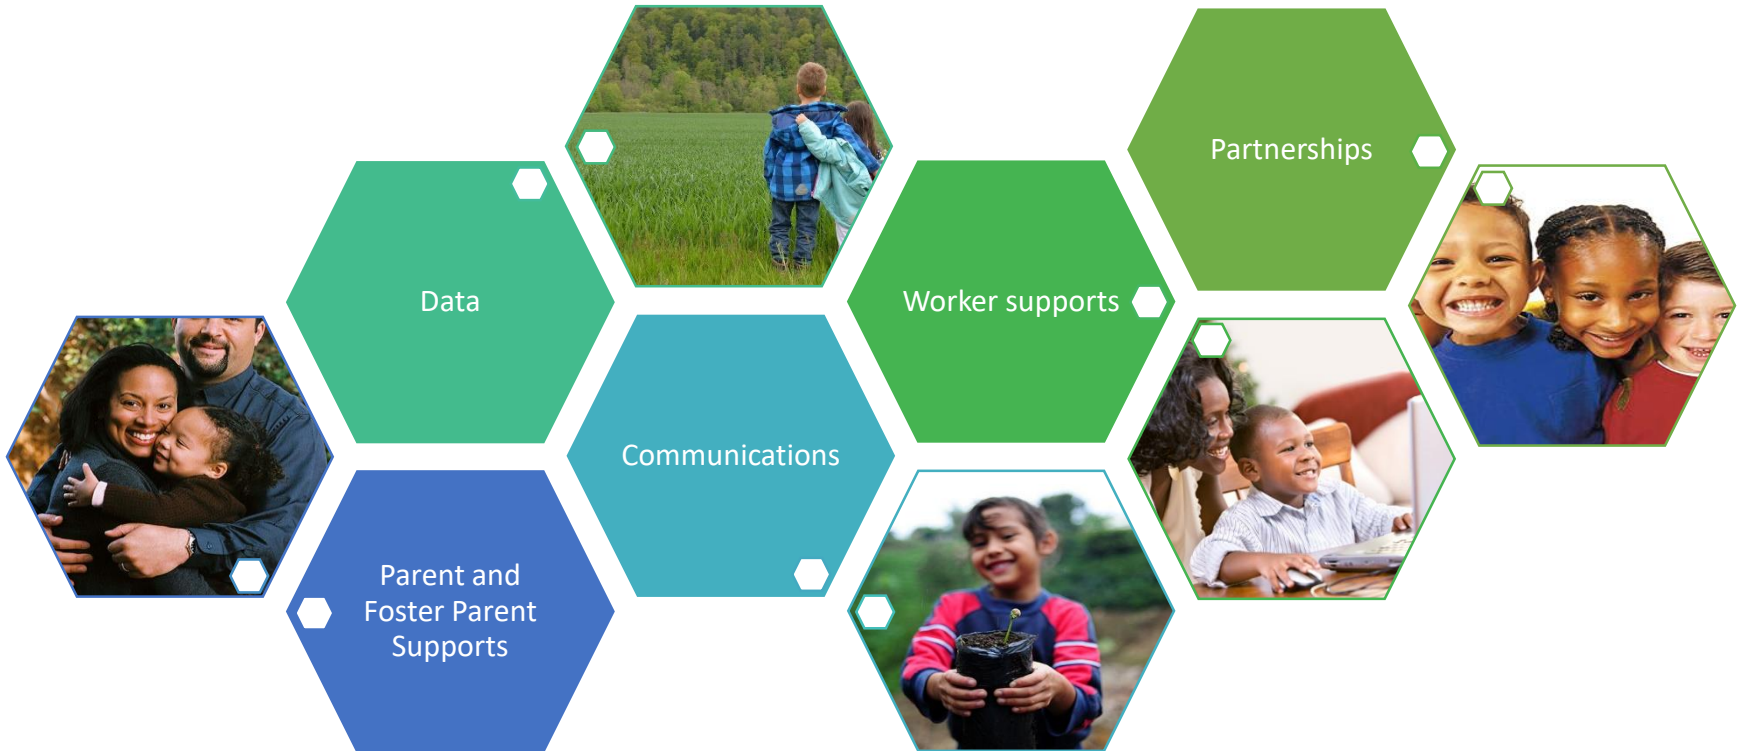 Partnerships
Data
Worker supports
Communications
Parent and
Foster Parent
Supports